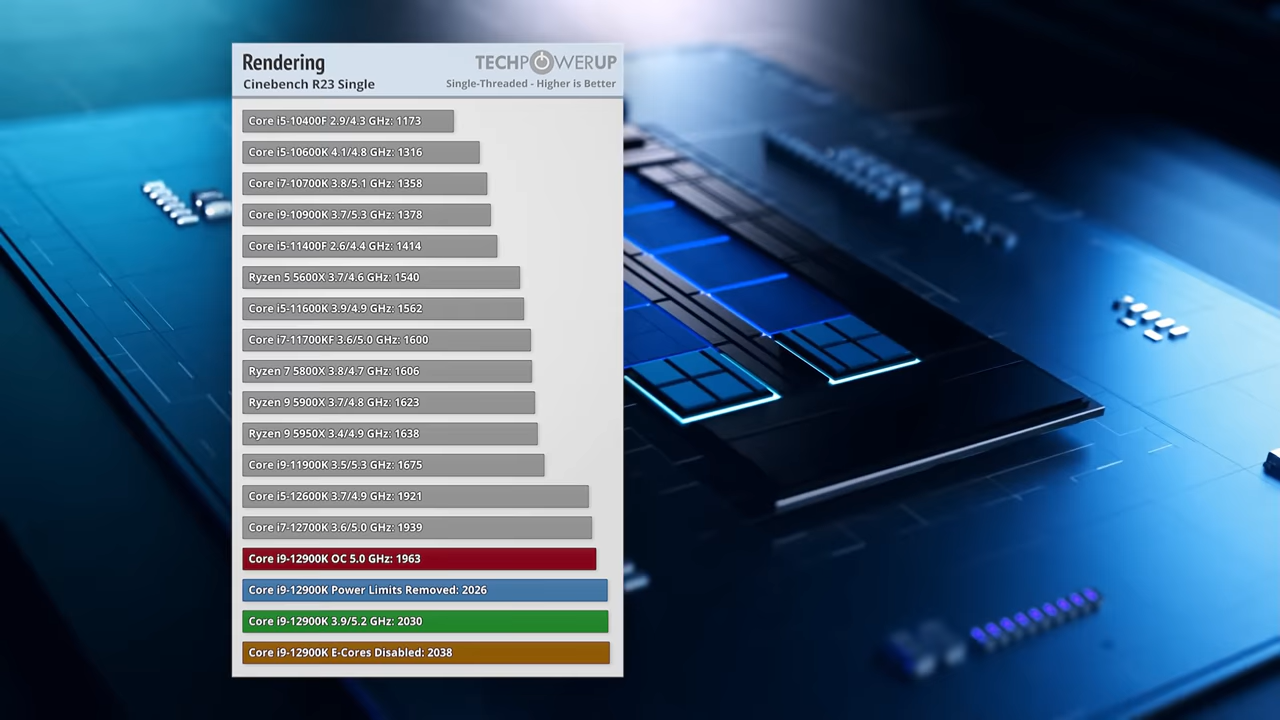 Rendering
TECHPOWERUP
Cinebench R23 Single
Single-Threaded - Higher is Better
Core i5-10400F 2.9/4.3 GHz: 1173
Core i5-10600K 4.1/4.8 GHz: 1316
Core i7-10700K 3.8/5.1 GHz: 1358
Core i9-10900K 3.7/5.3 GHz: 1378
Core i5-11400F 2.6/4.4 GHz: 1414
Ryzen 5 5600X 3.7/4.6 GHz: 1540
Core i5-11600K 3.9/4.9 GHz: 1562
Core i7-11700KF 3.6/5.0 GHz: 1600
Ryzen 7 5800X 3.8/4.7 GHz: 1606
Ryzen 9 5900X 3.7/4.8 GHz: 1623
Ryzen 9 5950X 3.4/4.9 GHz: 1638
Core i9-11900K 3.5/5.3 GHz: 1675
Core i5-12600K 3.7/4.9 GHz: 1921
Core i7-12700K 3.6/5.0 GHz: 1939
Core i9-12900K OC 5.0 GHz: 1963
Core i9-12900K Power Limits Removed: 2026
Core i9-12900K 3.9/5.2 GHz: 2030
Core i9-12900K E-Cores Disabled: 2038